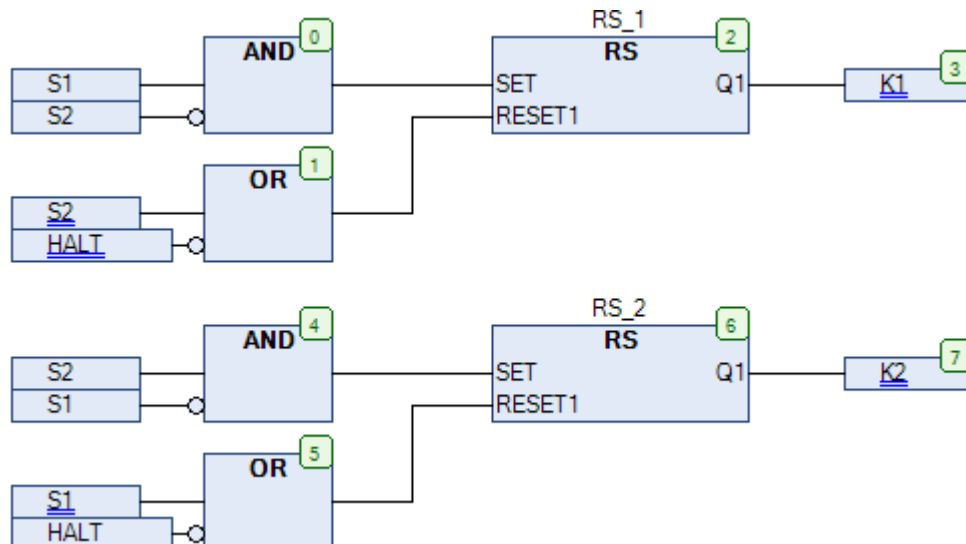 RS_1
AND 0
RS 2
S1
SET Q1 K1 3
S2
RESET1
OR 1
S2
HALT
RS_2
AND 4
RS 6
S2
SET Q1 K2 7
S1
RESET1
OR 5
S1
HALT